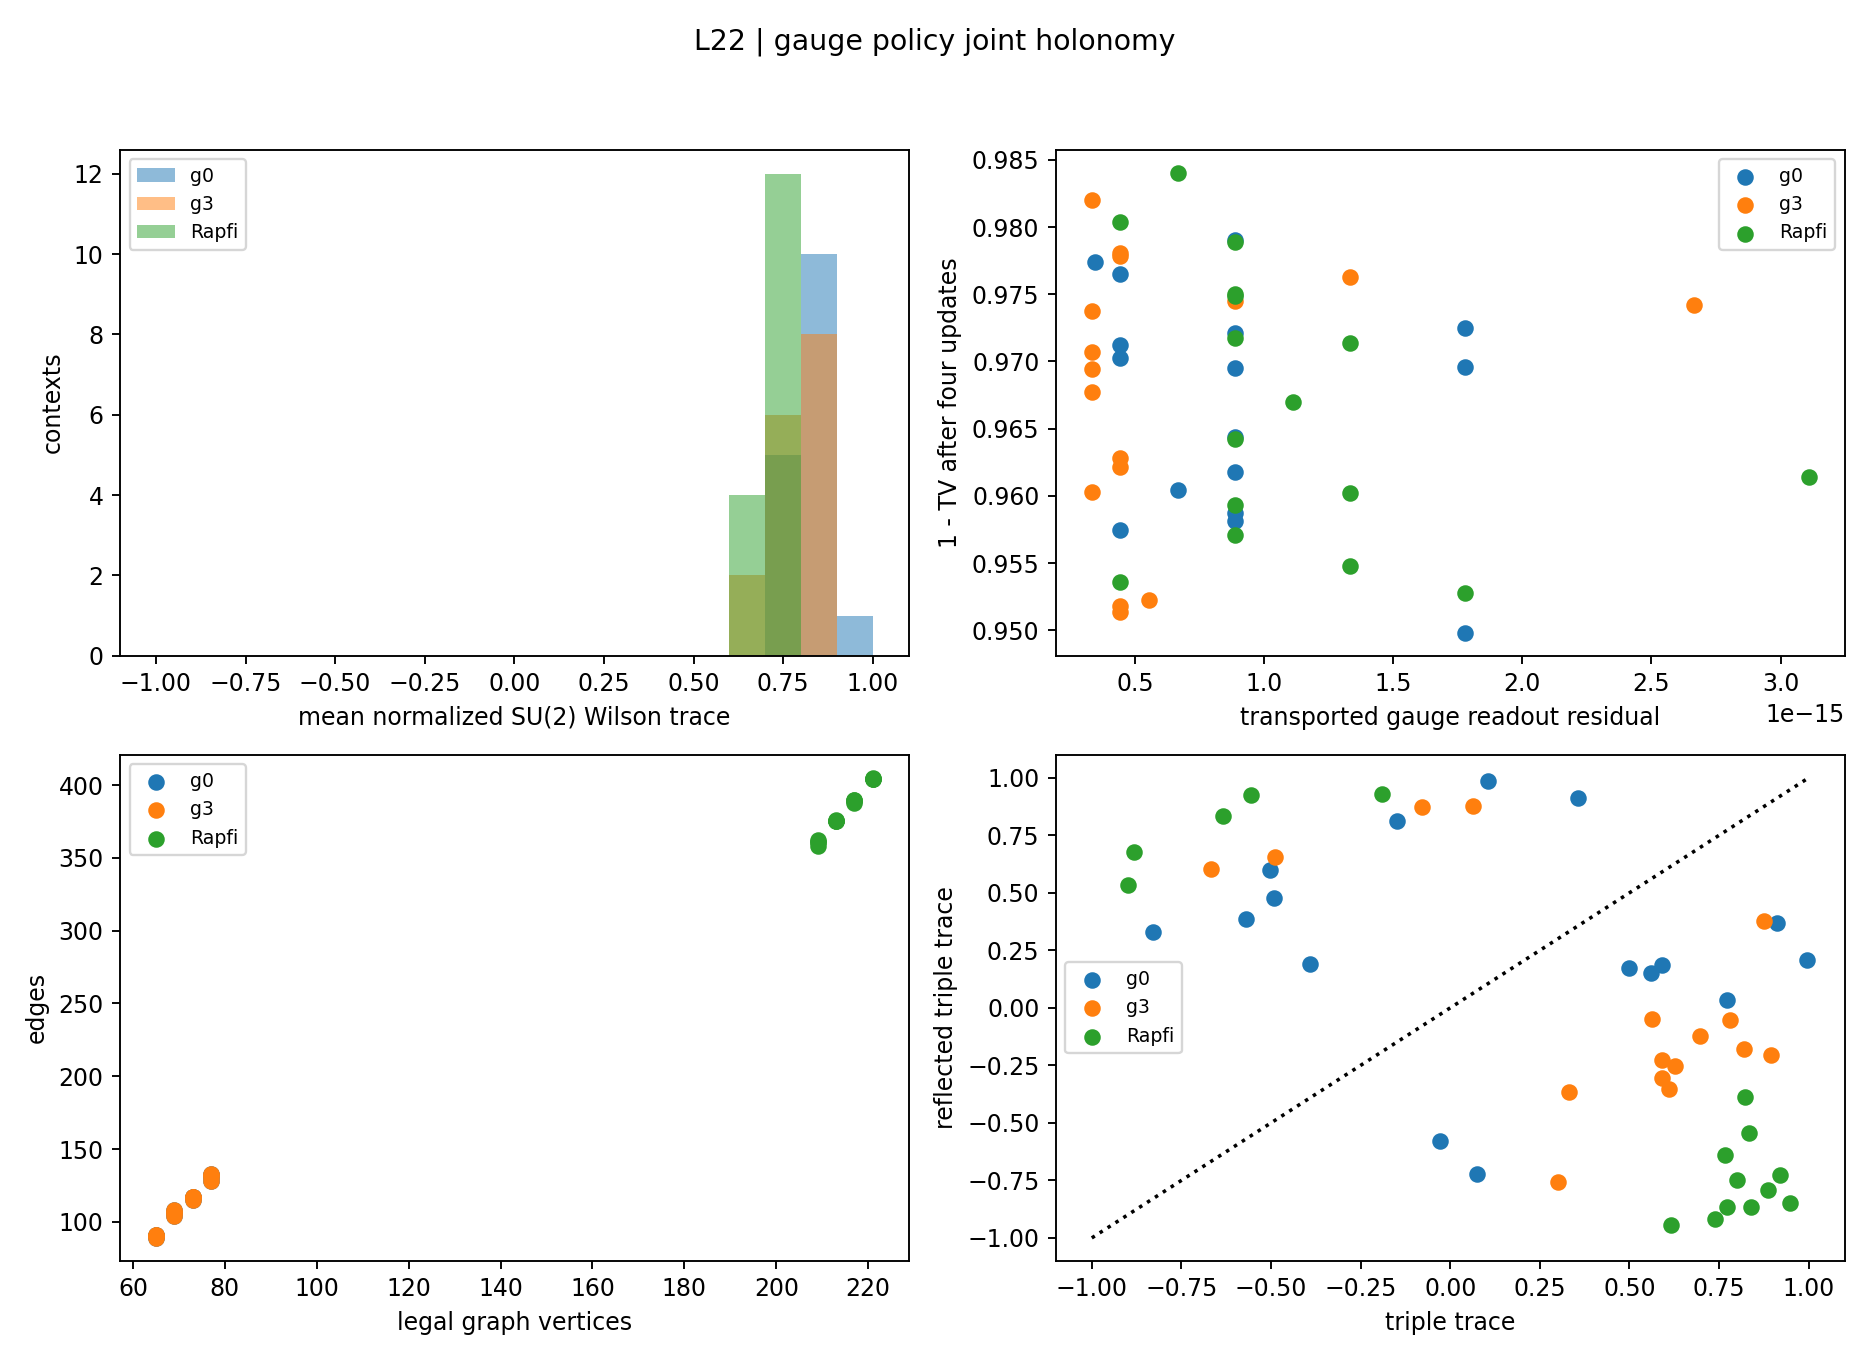 L22 | gauge policy joint holonomy
g0
g3
Rapfi
12
10
8
6
4
2
0
contexts
−1.00 −0.75 −0.50 −0.25 0.00 0.25 0.50 0.75 1.00
mean normalized SU(2) Wilson trace
g0
g3
Rapfi
0.985
0.980
0.975
0.970
0.965
0.960
0.955
0.950
1 - TV after four updates
0.5 1.0 1.5 2.0 2.5 3.0
1e−15
transported gauge readout residual
g0
g3
Rapfi
400
350
300
250
200
150
100
edges
60 80 100 120 140 160 180 200 220
legal graph vertices
1.00
0.75
0.50
0.25
0.00
−0.25
−0.50
−0.75
−1.00
reflected triple trace
g0
g3
Rapfi
−1.00 −0.75 −0.50 −0.25 0.00 0.25 0.50 0.75 1.00
triple trace